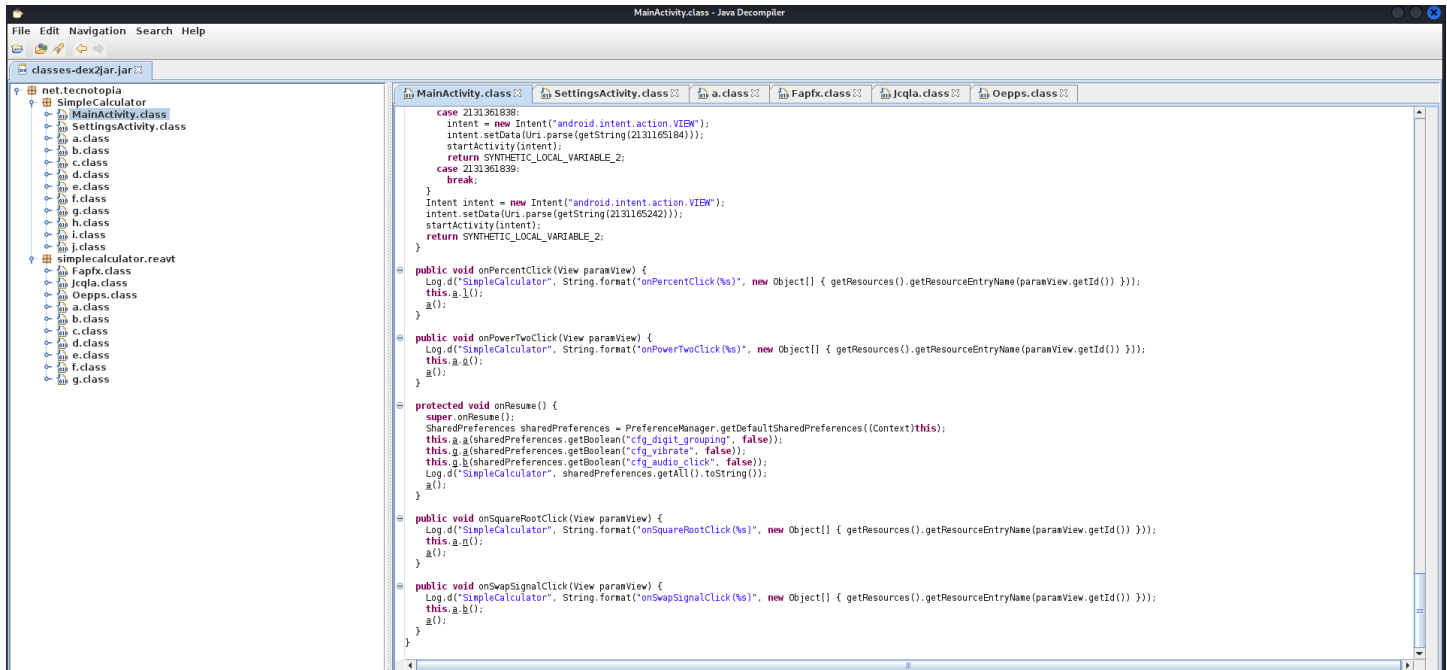 MainActivity.class - Java Decompiler
File Edit Navigation Search Help
classes-dex2jar.jar
net.tecnotopia
SimpleCalculator
MainActivity.class
SettingsActivity.class
a.class
b.class
c.class
d.class
e.class
f.class
g.class
h.class
i.class
j.class
simplecalculator.reavt
Fapfx.class
Jcqla.class
Oepps.class
a.class
b.class
c.class
d.class
e.class
f.class
g.class
MainActivity.class SettingsActivity.class a.class Fapfx.class Jcqla.class Oepps.class
case 2131361838:
intent = new Intent("android.intent.action.VIEW");
intent.setData(Uri.parse(getString(2131165184)));
startActivity(intent);
return SYNTHETIC_LOCAL_VARIABLE_2;
case 2131361839:
break;
}
Intent intent = new Intent("android.intent.action.VIEW");
intent.setData(Uri.parse(getString(2131165242)));
startActivity(intent);
return SYNTHETIC_LOCAL_VARIABLE_2;
}
public void onPercentClick(View paramView) {
Log.d("SimpleCalculator", String.format("onPercentClick(%s)", new Object[] { getResources().getResourceEntryName(paramView.getId()) }));
this.a.l();
a();
}
public void onPowerTwoClick(View paramView) {
Log.d("SimpleCalculator", String.format("onPowerTwoClick(%s)", new Object[] { getResources().getResourceEntryName(paramView.getId()) }));
this.a.o();
a();
}
protected void onResume() {
super.onResume();
SharedPreferences sharedPreferences = PreferenceManager.getDefaultSharedPreferences((Context)this);
this.a.a(sharedPreferences.getBoolean("cfg_digit_grouping", false));
this.g.a(sharedPreferences.getBoolean("cfg_vibrate", false));
this.g.b(sharedPreferences.getBoolean("cfg_audio_click", false));
Log.d("SimpleCalculator", sharedPreferences.getAll().toString());
a();
}
public void onSquareRootClick(View paramView) {
Log.d("SimpleCalculator", String.format("onSquareRootClick(%s)", new Object[] { getResources().getResourceEntryName(paramView.getId()) }));
this.a.n();
a();
}
public void onSwapSignalClick(View paramView) {
Log.d("SimpleCalculator", String.format("onSwapSignalClick(%s)", new Object[] { getResources().getResourceEntryName(paramView.getId()) }));
this.a.b();
a();
}
}